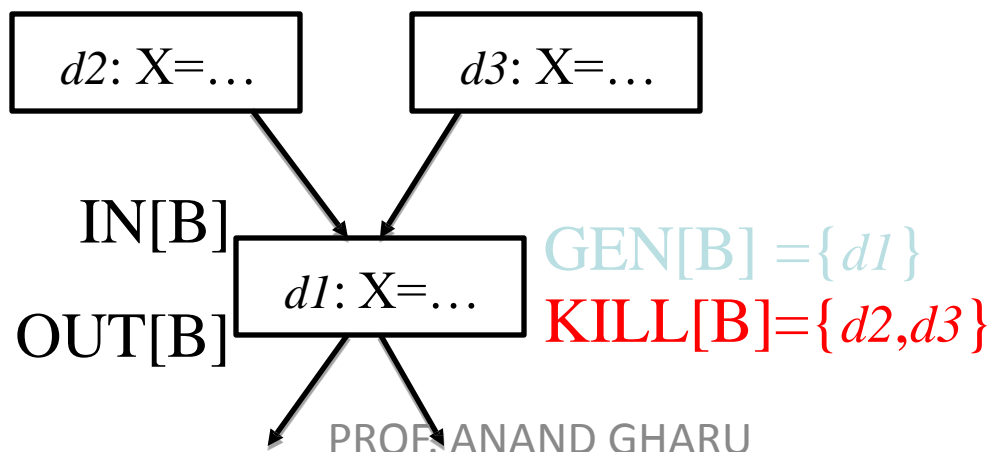 d2: X=…
d3: X=…
IN[B]
GEN[B] ={d1}
d1: X=…
KILL[B]={d2,d3}
OUT[B]
PROF. ANAND GHARU